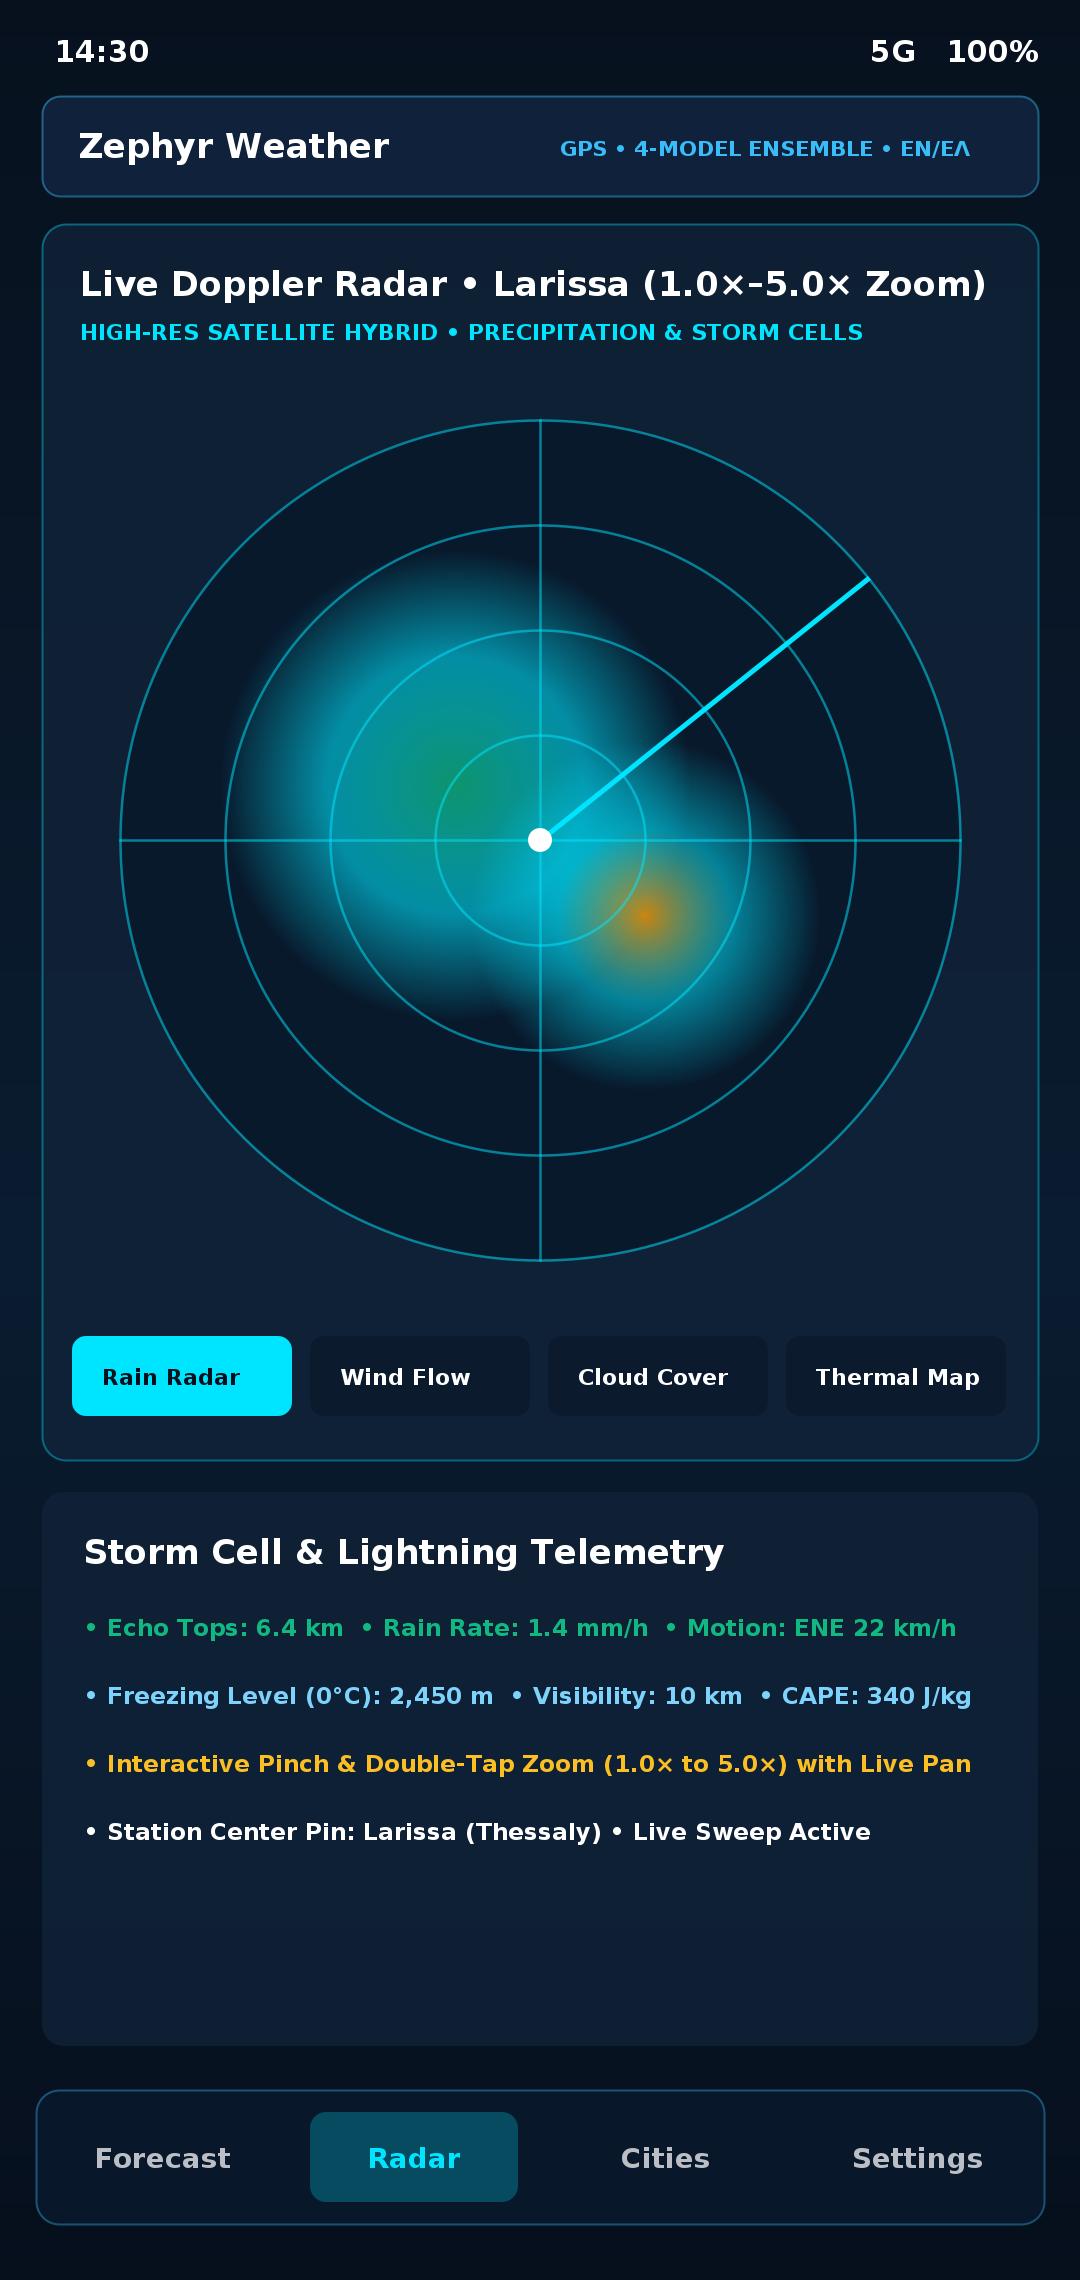 14:30 5G 100%
Zephyr Weather GPS • 4-MODEL ENSEMBLE • EN/ΕΛ
Live Doppler Radar • Larissa (1.0×–5.0× Zoom)
HIGH-RES SATELLITE HYBRID • PRECIPITATION & STORM CELLS
Rain Radar Wind Flow Cloud Cover Thermal Map
Storm Cell & Lightning Telemetry
• Echo Tops: 6.4 km • Rain Rate: 1.4 mm/h • Motion: ENE 22 km/h
• Freezing Level (0°C): 2,450 m • Visibility: 10 km • CAPE: 340 J/kg
• Interactive Pinch & Double-Tap Zoom (1.0× to 5.0×) with Live Pan
• Station Center Pin: Larissa (Thessaly) • Live Sweep Active
Forecast Radar Cities Settings